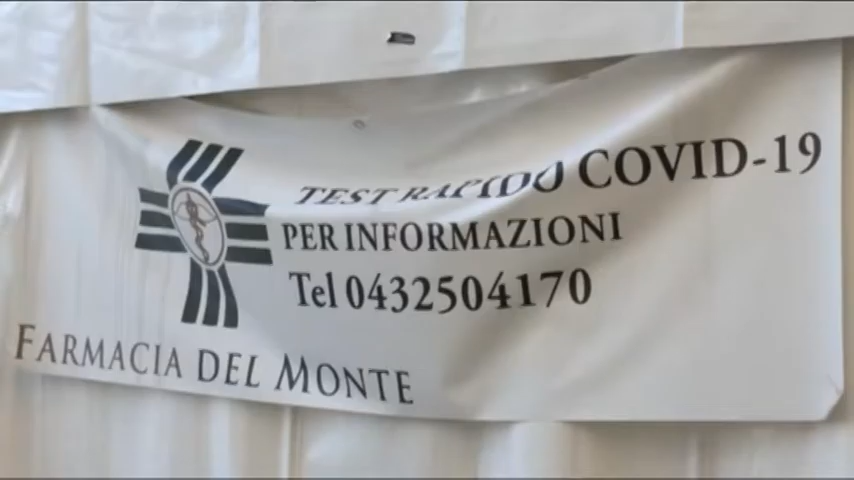 TEST RAPIDO COVID-19
PER INFORMAZIONI
Tel 0432504170
FARMACIA DEL MONTE